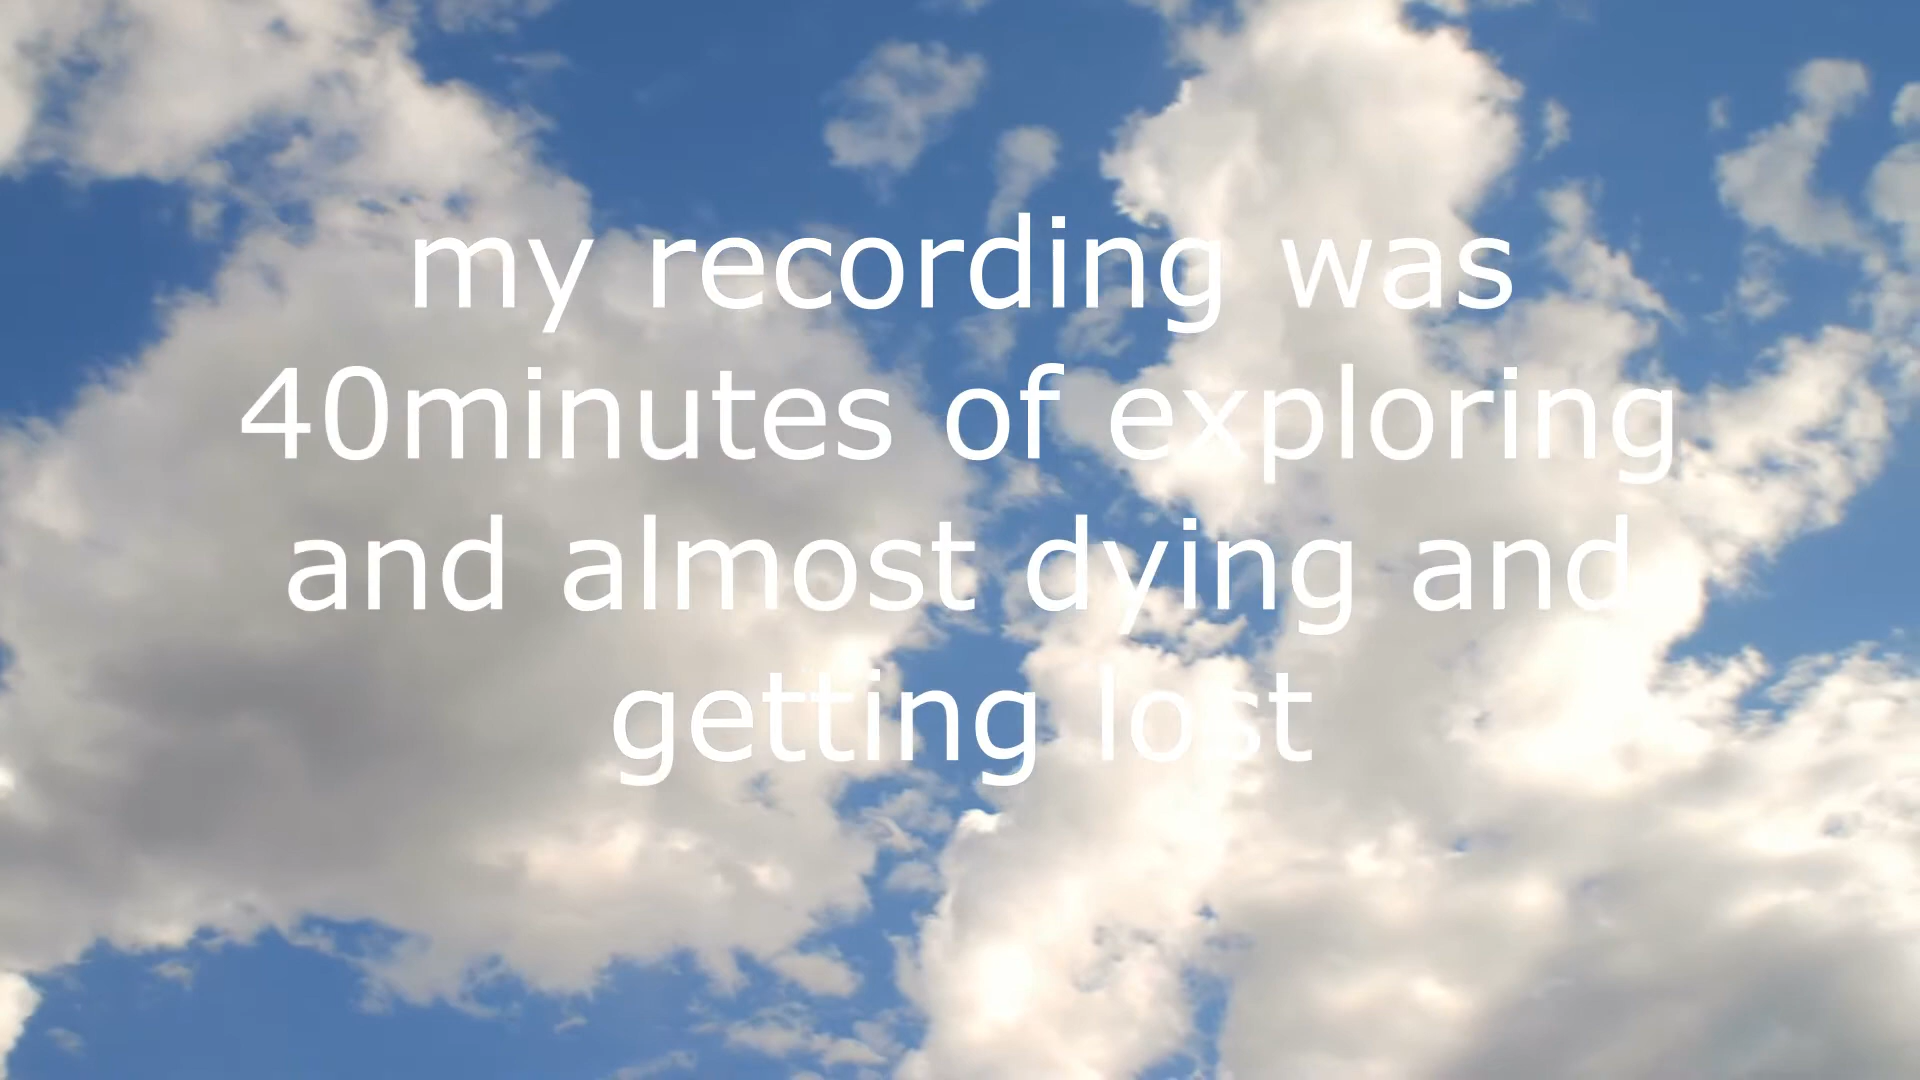 my recording was
40minutes of exploring
and almost dying and
getting lost